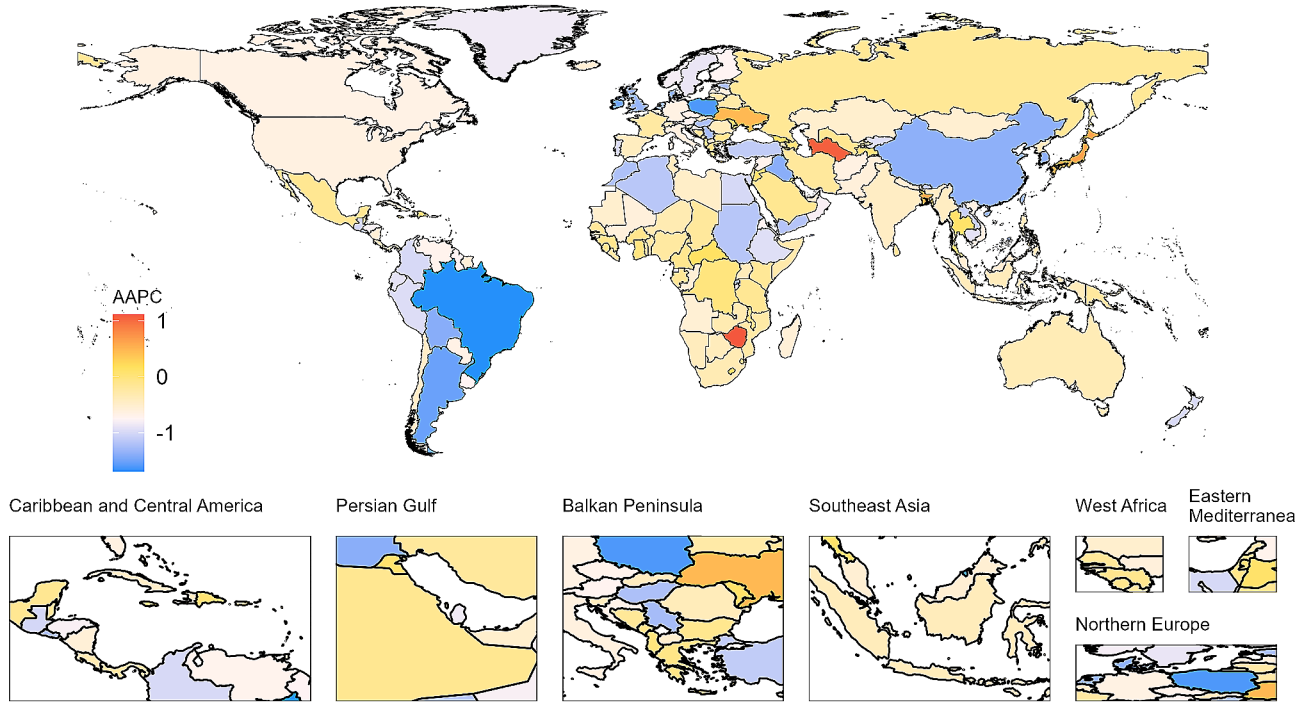 AAPC
1
0
-1
Caribbean and Central America
Persian Gulf
Balkan Peninsula
Southeast Asia
West Africa
Eastern
Mediterranea
Northern Europe